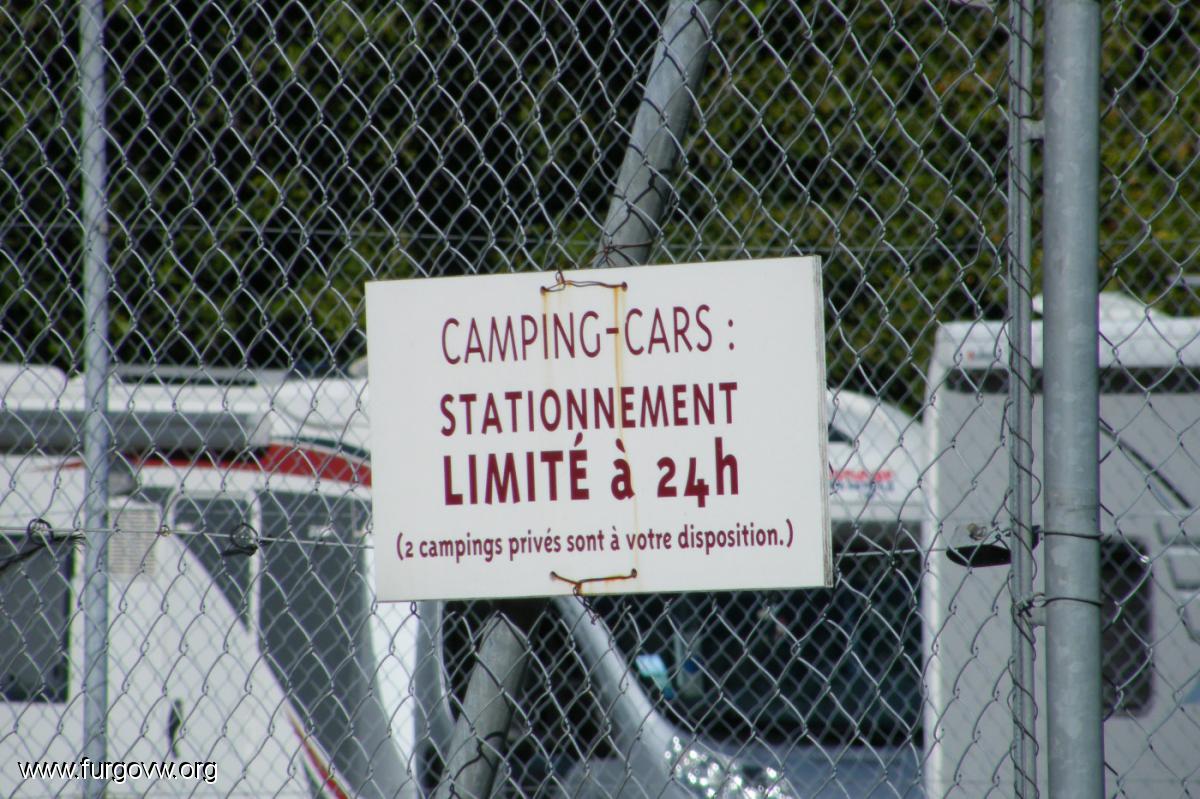 CAMPING-CARS :
STATIONNEMENT
LIMITÉ à 24h
(2 campings privés sont à votre disposition.)
www.furgovw.org